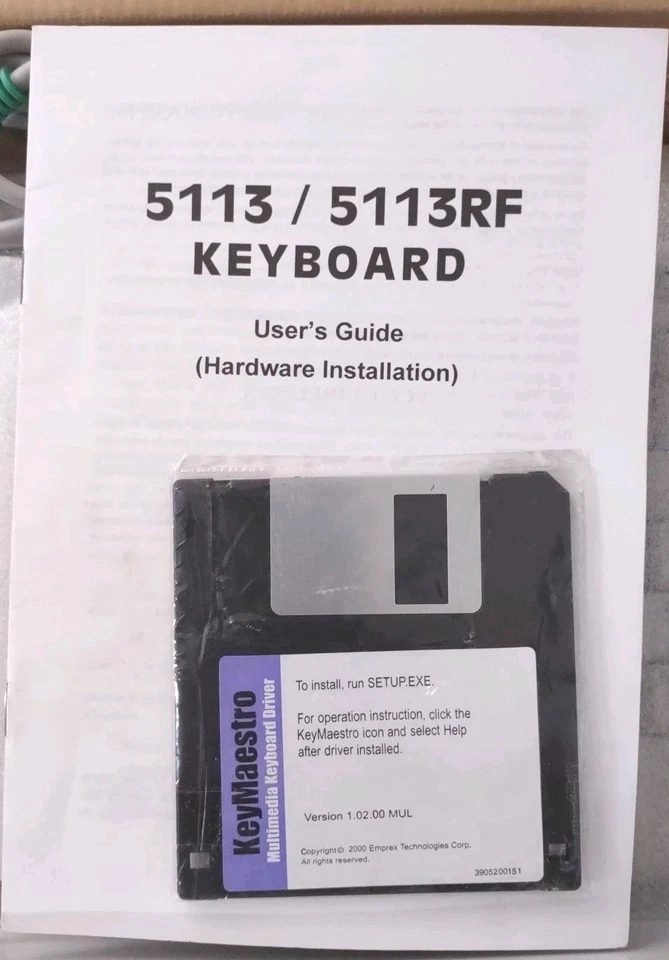 5113 / 5113RF
KEYBOARD
User's Guide
(Hardware Installation)
KeyMaestro
Multimedia Keyboard Driver
To install, run SETUP.EXE.
For operation instruction, click the
KeyMaestro icon and select Help
after driver installed.
Version 1.02.00 MUL
Copyright© 2000 Emprex Technologies Corp.
All rights reserved.
3905200151